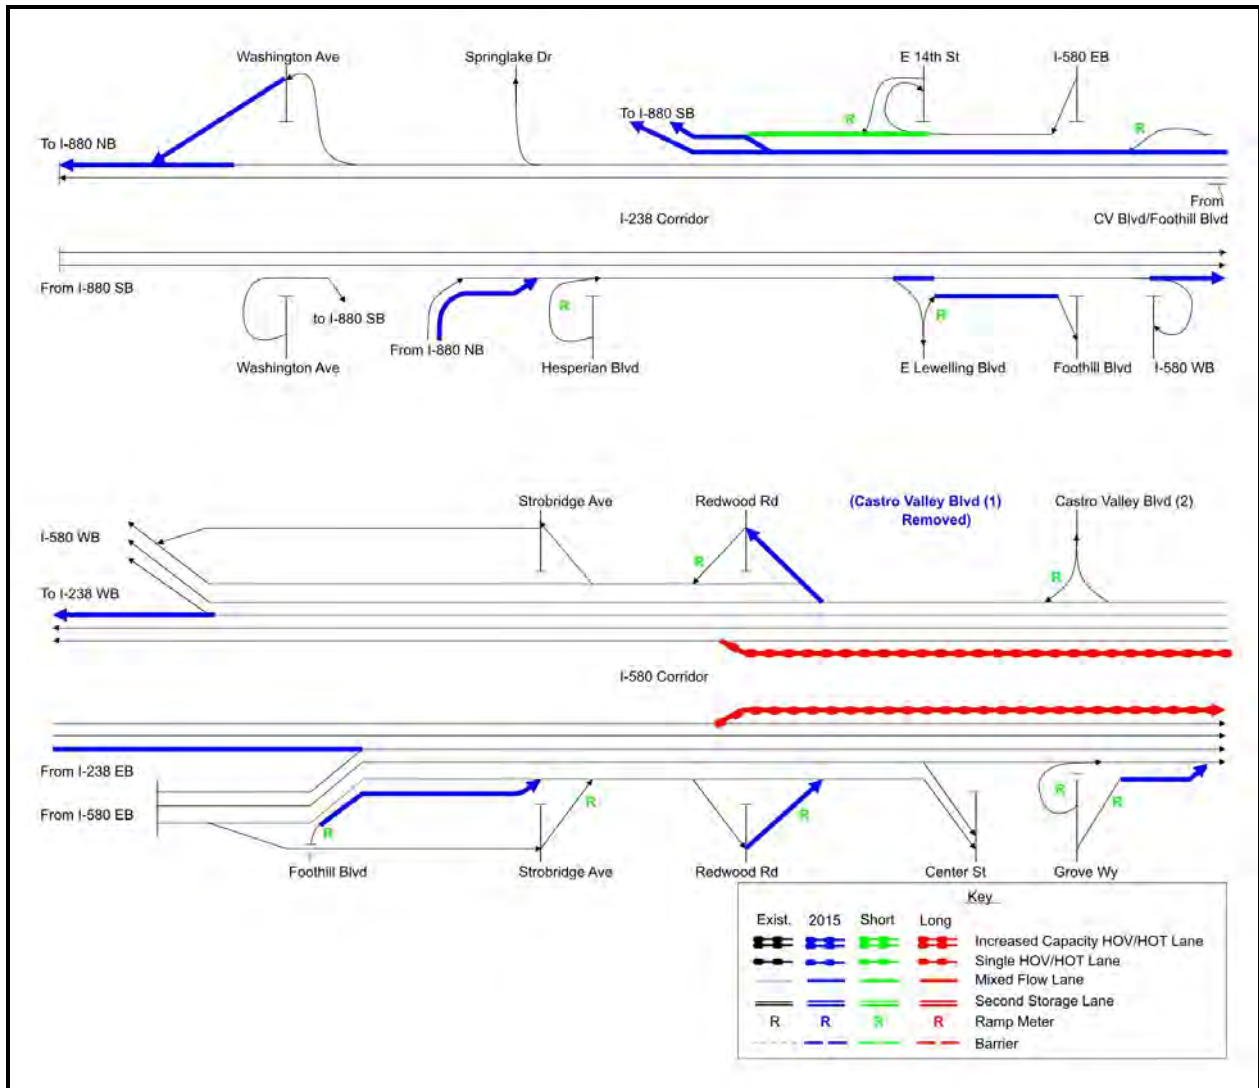 Washington Ave
Springlake Dr
E 14th St
I-580 EB
To I-880 SB
R
R
To I-880 NB
From
CV Blvd/Foothill Blvd
I-238 Corridor
From I-880 SB
to I-880 SB
R
R
From I-880 NB
Washington Ave
Hesperian Blvd
E Lewelling Blvd
Foothill Blvd
I-580 WB
Strobridge Ave
Redwood Rd
(Castro Valley Blvd (1)
Removed)
Castro Valley Blvd (2)
I-580 WB
R
R
To I-238 WB
I-580 Corridor
From I-238 EB
From I-580 EB
R
R
R
R
R
Foothill Blvd
Strobridge Ave
Redwood Rd
Center St
Grove Wy
Key
Exist. 2015 Short Long
Increased Capacity HOV/HOT Lane
Single HOV/HOT Lane
Mixed Flow Lane
Second Storage Lane
R R R R Ramp Meter
Barrier